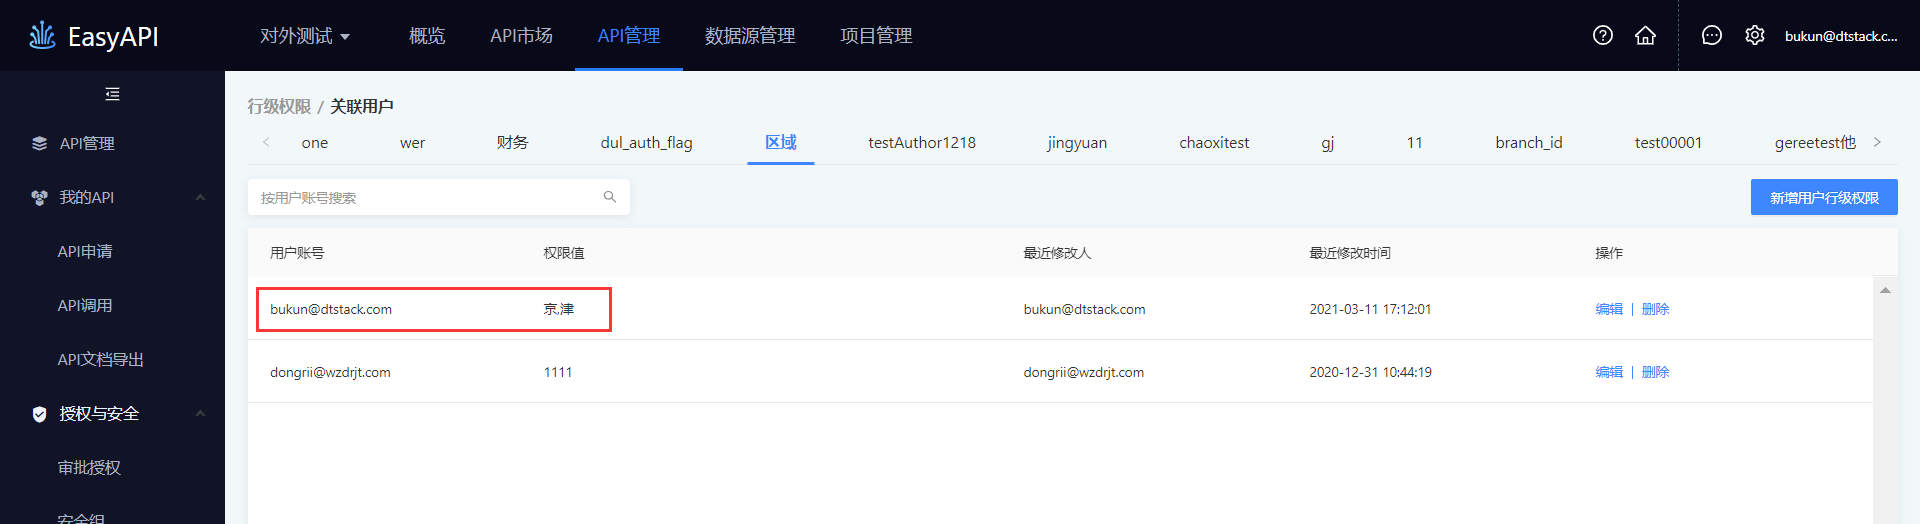 EasyAPI 对外测试 概览 API市场 API管理 数据源管理 项目管理 bukun@dtstack.c...
API管理
我的API
API申请
API调用
API文档导出
授权与安全
审批授权
安全组
行级权限 / 关联用户
one wer 财务 dul_auth_flag 区域 testAuthor1218 jingyuan chaoxitest gj 11 branch_id test00001 gereetest他
按用户账号搜索 新增用户行级权限
用户账号 权限值 最近修改人 最近修改时间 操作
bukun@dtstack.com 京,津 bukun@dtstack.com 2021-03-11 17:12:01 编辑 | 删除
dongrii@wzdrjt.com 1111 dongrii@wzdrjt.com 2020-12-31 10:44:19 编辑 | 删除